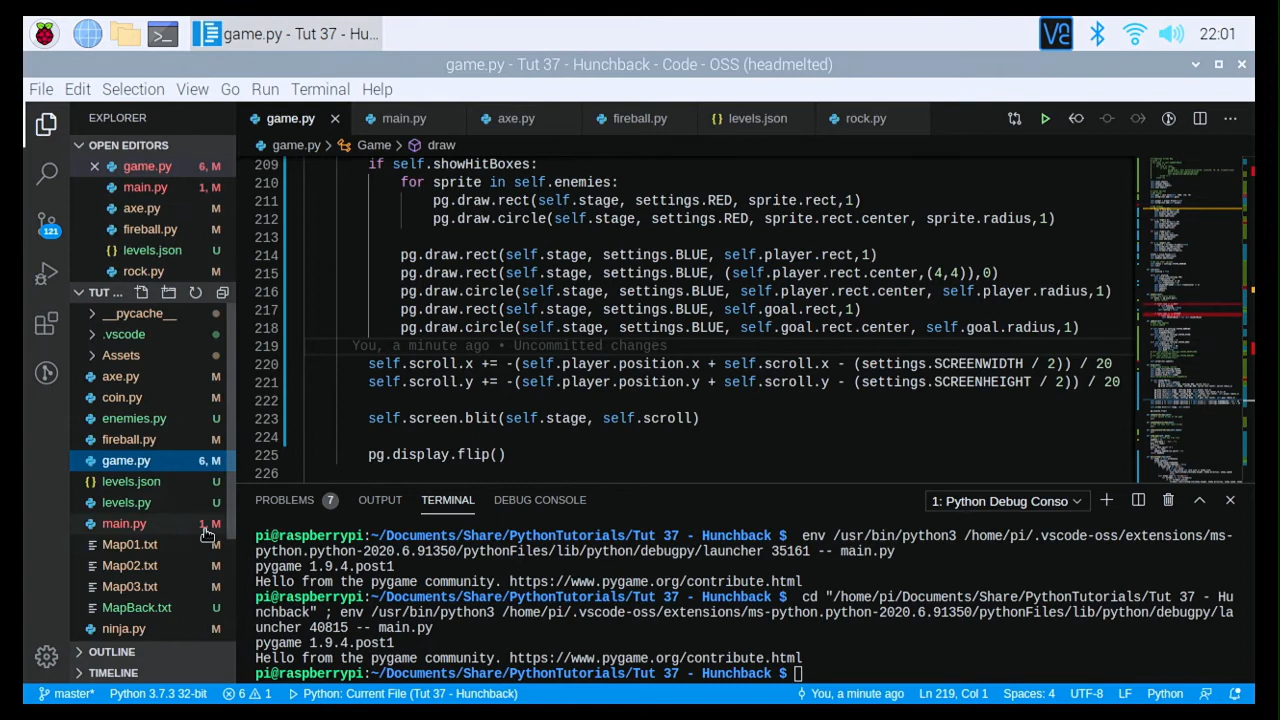 game.py - Tut 37 - Hu...
22:01
game.py - Tut 37 - Hunchback - Code - OSS (headmelted)
File Edit Selection View Go Run Terminal Help
EXPLORER
OPEN EDITORS
game.py 6, M
main.py 1, M
axe.py M
fireball.py M
{} levels.json U
rock.py M
TUT ...
__pycache__
.vscode
Assets
axe.py M
coin.py M
enemies.py U
fireball.py M
game.py 6, M
{} levels.json U
levels.py U
main.py 1, M
Map01.txt M
Map02.txt M
Map03.txt M
MapBack.txt U
ninja.py M
OUTLINE
TIMELINE
121
game.py main.py axe.py fireball.py {} levels.json rock.py
game.py > Game > draw
209 if self.showHitBoxes:
210 for sprite in self.enemies:
211 pg.draw.rect(self.stage, settings.RED, sprite.rect,1)
212 pg.draw.circle(self.stage, settings.RED, sprite.rect.center, sprite.radius,1)
213
214 pg.draw.rect(self.stage, settings.BLUE, self.player.rect,1)
215 pg.draw.rect(self.stage, settings.BLUE, (self.player.rect.center,(4,4)),0)
216 pg.draw.circle(self.stage, settings.BLUE, self.player.rect.center, self.player.radius,1)
217 pg.draw.rect(self.stage, settings.BLUE, self.goal.rect,1)
218 pg.draw.circle(self.stage, settings.BLUE, self.goal.rect.center, self.goal.radius,1)
219 You, a minute ago • Uncommitted changes
220 self.scroll.x += -(self.player.position.x + self.scroll.x - (settings.SCREENWIDTH / 2)) / 20
221 self.scroll.y += -(self.player.position.y + self.scroll.y - (settings.SCREENHEIGHT / 2)) / 20
222
223 self.screen.blit(self.stage, self.scroll)
224
225 pg.display.flip()
226
PROBLEMS 7 OUTPUT TERMINAL DEBUG CONSOLE 1: Python Debug Conso
pi@raspberrypi:~/Documents/Share/PythonTutorials/Tut 37 - Hunchback $ env /usr/bin/python3 /home/pi/.vscode-oss/extensions/ms-
python.python-2020.6.91350/pythonFiles/lib/python/debugpy/launcher 35161 -- main.py
pygame 1.9.4.post1
Hello from the pygame community. https://www.pygame.org/contribute.html
pi@raspberrypi:~/Documents/Share/PythonTutorials/Tut 37 - Hunchback $ cd "/home/pi/Documents/Share/PythonTutorials/Tut 37 - Hu
nchback" ; env /usr/bin/python3 /home/pi/.vscode-oss/extensions/ms-python.python-2020.6.91350/pythonFiles/lib/python/debugpy/la
uncher 40815 -- main.py
pygame 1.9.4.post1
Hello from the pygame community. https://www.pygame.org/contribute.html
pi@raspberrypi:~/Documents/Share/PythonTutorials/Tut 37 - Hunchback $
master* Python 3.7.3 32-bit 6 1 Python: Current File (Tut 37 - Hunchback) You, a minute ago Ln 219, Col 1 Spaces: 4 UTF-8 LF Python